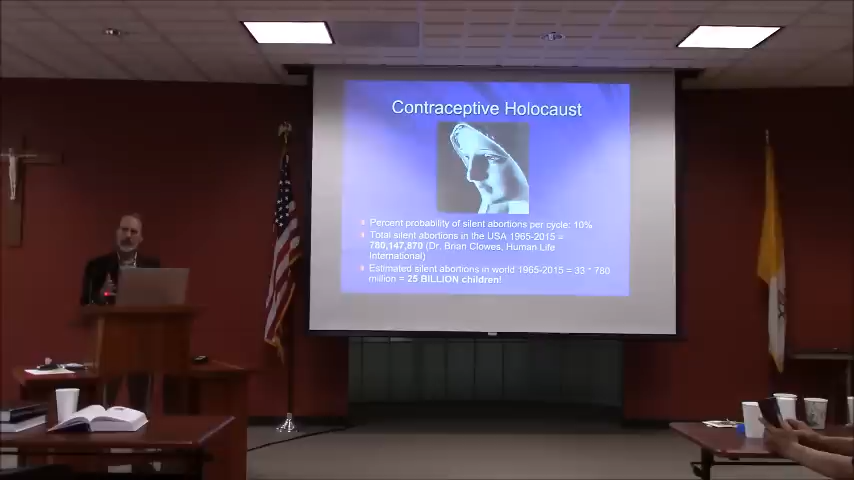 Contraceptive Holocaust
Percent probability of silent abortions per cycle: 10%
Total silent abortions in the USA 1965-2015 =
780,147,870 (Dr. Brian Clowes, Human Life
International)
Estimated silent abortions in world 1965-2015 = 33 * 780
million = 25 BILLION children!